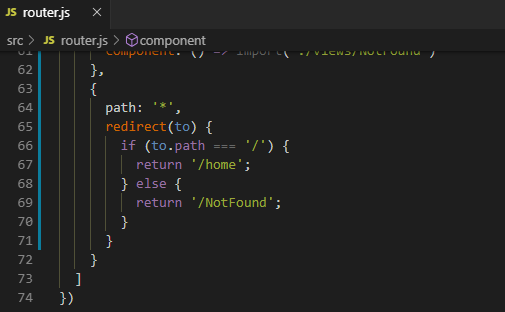 JS router.js ×
src > JS router.js > component
61 component: () => import('./views/NotFound')
62 },
63 {
64 path: '*',
65 redirect(to) {
66 if (to.path === '/') {
67 return '/home';
68 } else {
69 return '/NotFound';
70 }
71 }
72 }
73 ]
74 })